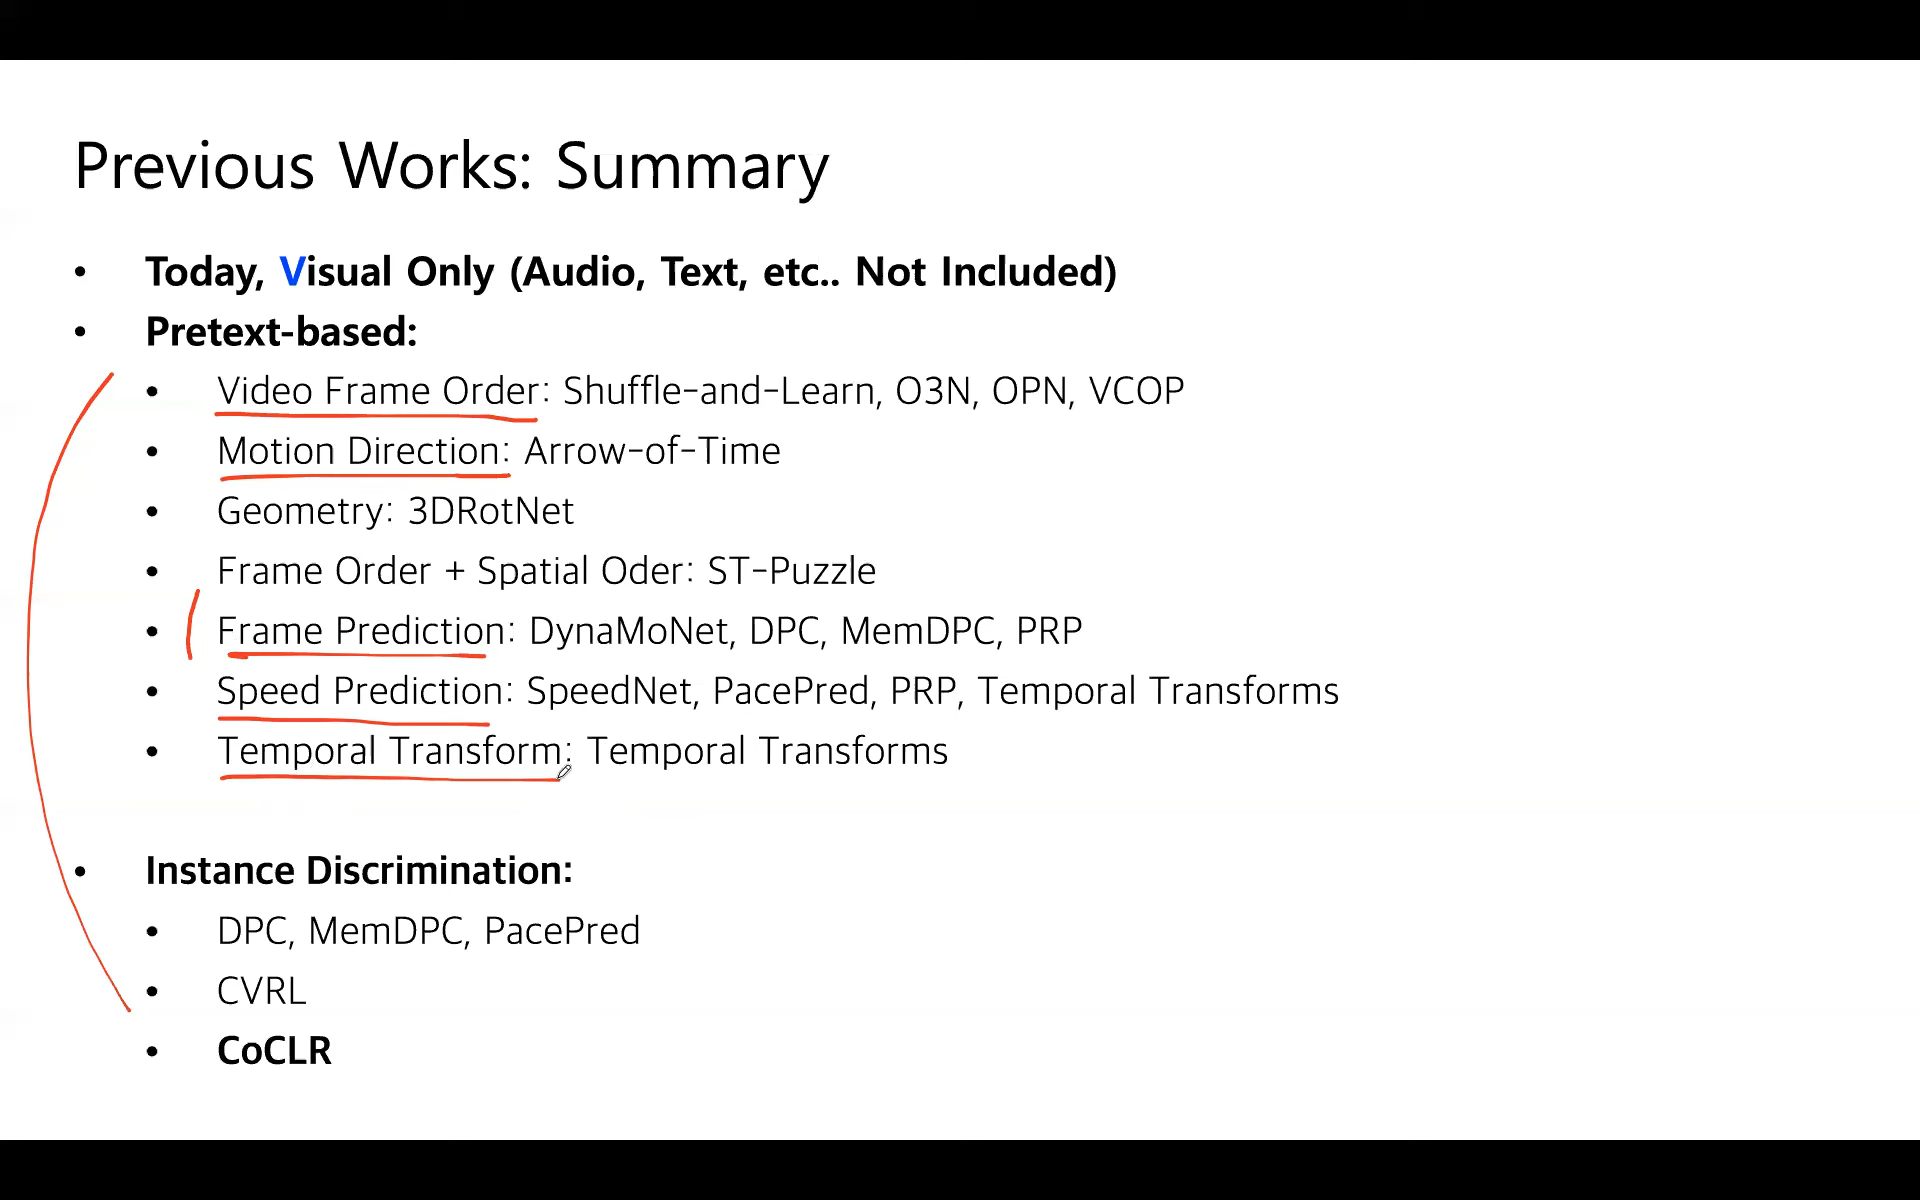 Previous Works: Summary
• Today, Visual Only (Audio, Text, etc.. Not Included)
• Pretext-based:
• Video Frame Order: Shuffle-and-Learn, O3N, OPN, VCOP
• Motion Direction: Arrow-of-Time
• Geometry: 3DRotNet
• Frame Order + Spatial Oder: ST-Puzzle
• Frame Prediction: DynaMoNet, DPC, MemDPC, PRP
• Speed Prediction: SpeedNet, PacePred, PRP, Temporal Transforms
• Temporal Transform: Temporal Transforms
• Instance Discrimination:
• DPC, MemDPC, PacePred
• CVRL
• CoCLR